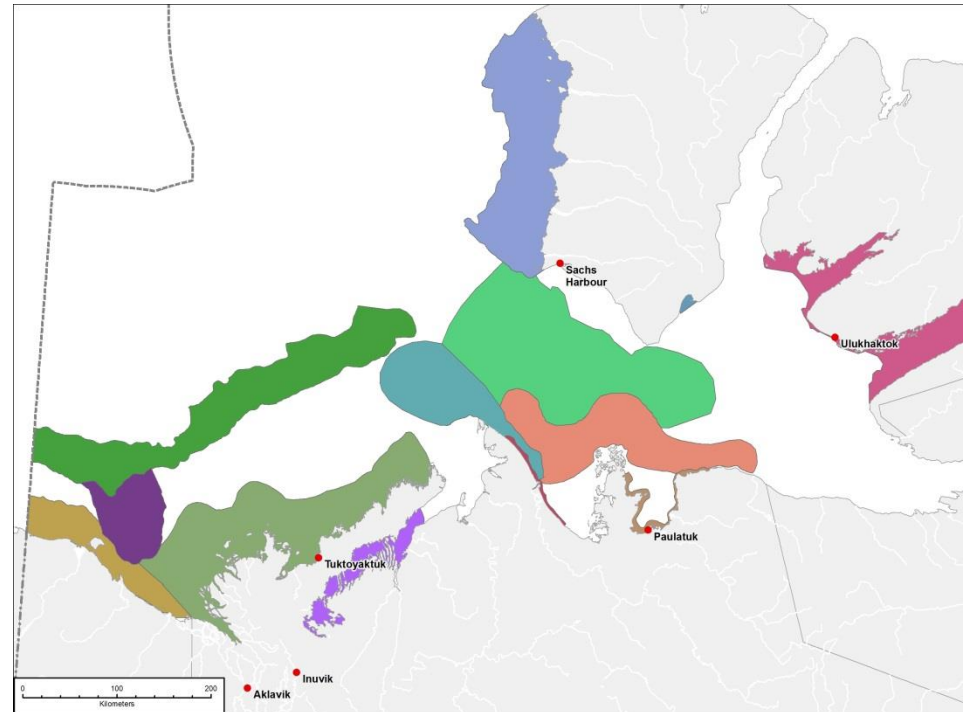 Sachs
Harbour
Ulukhaktok
Paulatuk
Tuktoyaktuk
Inuvik
Aklavik
0 100 200
Kilometers